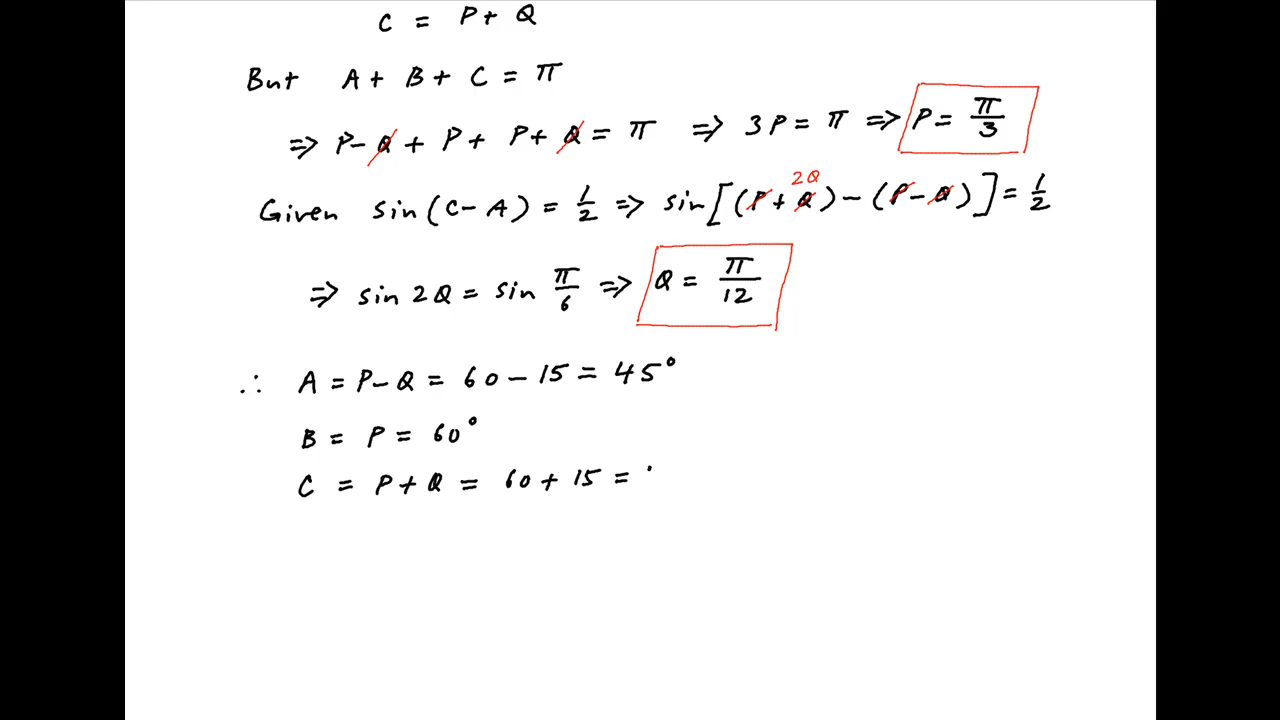 C = P + Q
But A + B + C = π
⇒ P - Q + P + P + Q = π ⇒ 3P = π ⇒ P = π/3
2Q
Given sin(C - A) = 1/2 ⇒ sin[(P + Q) - (P - Q)] = 1/2
⇒ sin 2Q = sin π/6 ⇒ Q = π/12
∴ A = P - Q = 60 - 15 = 45°
B = P = 60°
C = P + Q = 60 + 15 =